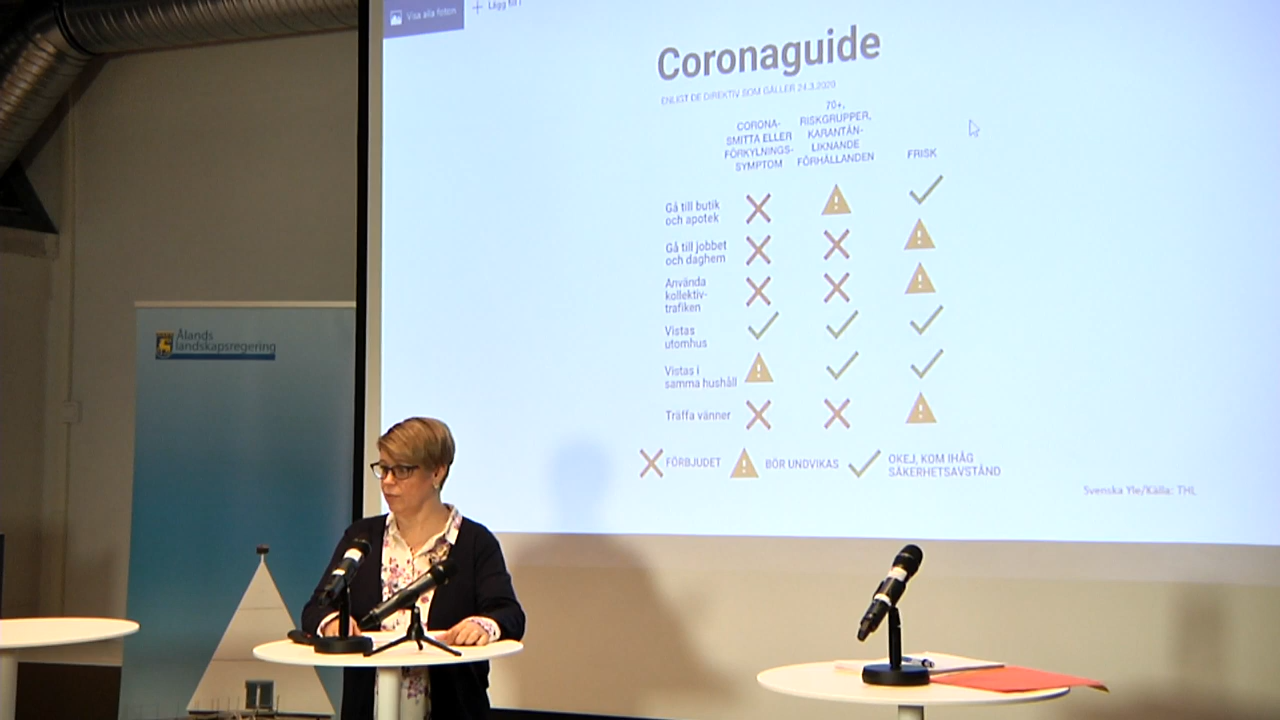 Visa alla foton
Coronaguide
ENLIGT DE DIREKTIV SOM GÄLLER 24.3.2020
CORONA-
SMITTA ELLER
FÖRKYLNINGS-
SYMPTOM
70+,
RISKGRUPPER,
KARANTÄN-
LIKNANDE
FÖRHÅLLANDEN
FRISK
Gå till butik
och apotek
Gå till jobbet
och daghem
Använda
kollektiv-
trafiken
Vistas
utomhus
Vistas i
samma hushåll
Träffa vänner
FÖRBJUDET
BÖR UNDVIKAS
OKEJ, KOM IHÅG
SÄKERHETSAVSTÅND
Svenska Yle/Källa: THL
Ålands
landskapsregering